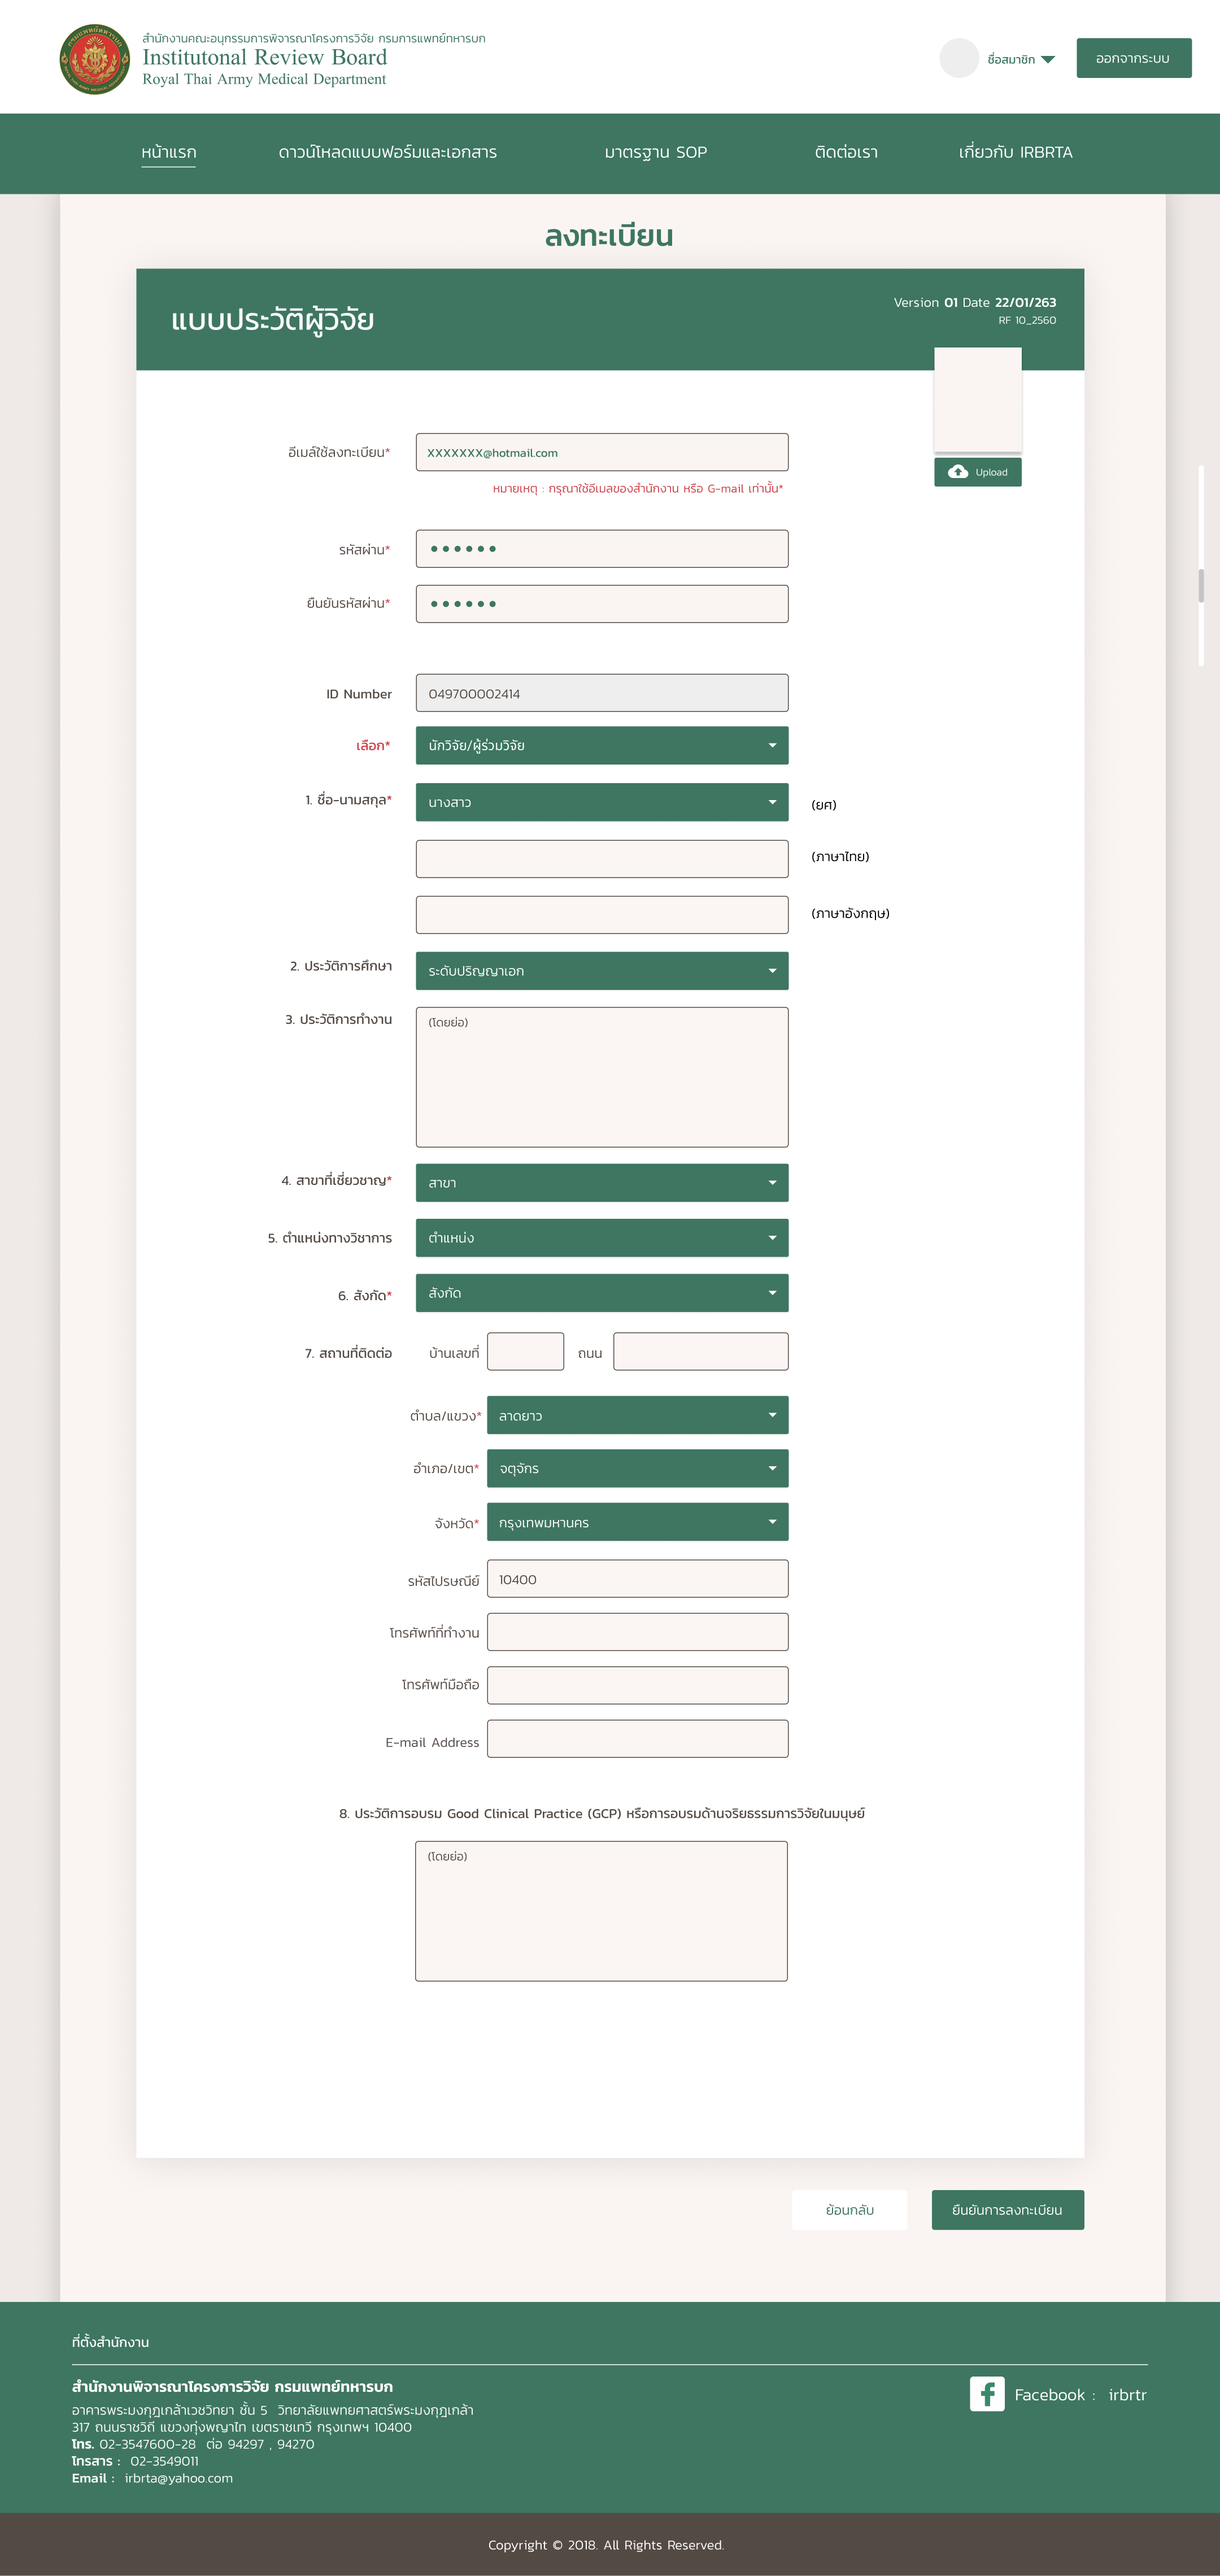 สำนักงานคณะอนุกรรมการพิจารณาโครงการวิจัย กรมการแพทย์ทหารบก
Institutonal Review Board
Royal Thai Army Medical Department
ชื่อสมาชิก
ออกจากระบบ
หน้าแรก ดาวน์โหลดแบบฟอร์มและเอกสาร มาตรฐาน SOP ติดต่อเรา เกี่ยวกับ IRBRTA
ลงทะเบียน
แบบประวัติผู้วิจัย
Version 01 Date 22/01/263
RF 10_2560
Upload
อีเมล์ใช้ลงทะเบียน* XXXXXXX@hotmail.com
หมายเหตุ : กรุณาใช้อีเมลของสำนักงาน หรือ G-mail เท่านั้น*
รหัสผ่าน*
ยืนยันรหัสผ่าน*
ID Number 049700002414
เลือก* นักวิจัย/ผู้ร่วมวิจัย
1. ชื่อ-นามสกุล* นางสาว (ยศ)
(ภาษาไทย)
(ภาษาอังกฤษ)
2. ประวัติการศึกษา ระดับปริญญาเอก
3. ประวัติการทำงาน (โดยย่อ)
4. สาขาที่เชี่ยวชาญ* สาขา
5. ตำแหน่งทางวิชาการ ตำแหน่ง
6. สังกัด* สังกัด
7. สถานที่ติดต่อ บ้านเลขที่ ถนน
ตำบล/แขวง* ลาดยาว
อำเภอ/เขต* จตุจักร
จังหวัด* กรุงเทพมหานคร
รหัสไปรษณีย์ 10400
โทรศัพท์ที่ทำงาน
โทรศัพท์มือถือ
E-mail Address
8. ประวัติการอบรม Good Clinical Practice (GCP) หรือการอบรมด้านจริยธรรมการวิจัยในมนุษย์
(โดยย่อ)
ย้อนกลับ ยืนยันการลงทะเบียน
ที่ตั้งสำนักงาน
สำนักงานพิจารณาโครงการวิจัย กรมแพทย์ทหารบก
อาคารพระมงกุฎเกล้าเวชวิทยา ชั้น 5 วิทยาลัยแพทยศาสตร์พระมงกุฎเกล้า
317 ถนนราชวิถี แขวงทุ่งพญาไท เขตราชเทวี กรุงเทพฯ 10400
โทร. 02-3547600-28 ต่อ 94297 , 94270
โทรสาร : 02-3549011
Email : irbrta@yahoo.com
Facebook : irbrtr
Copyright © 2018. All Rights Reserved.